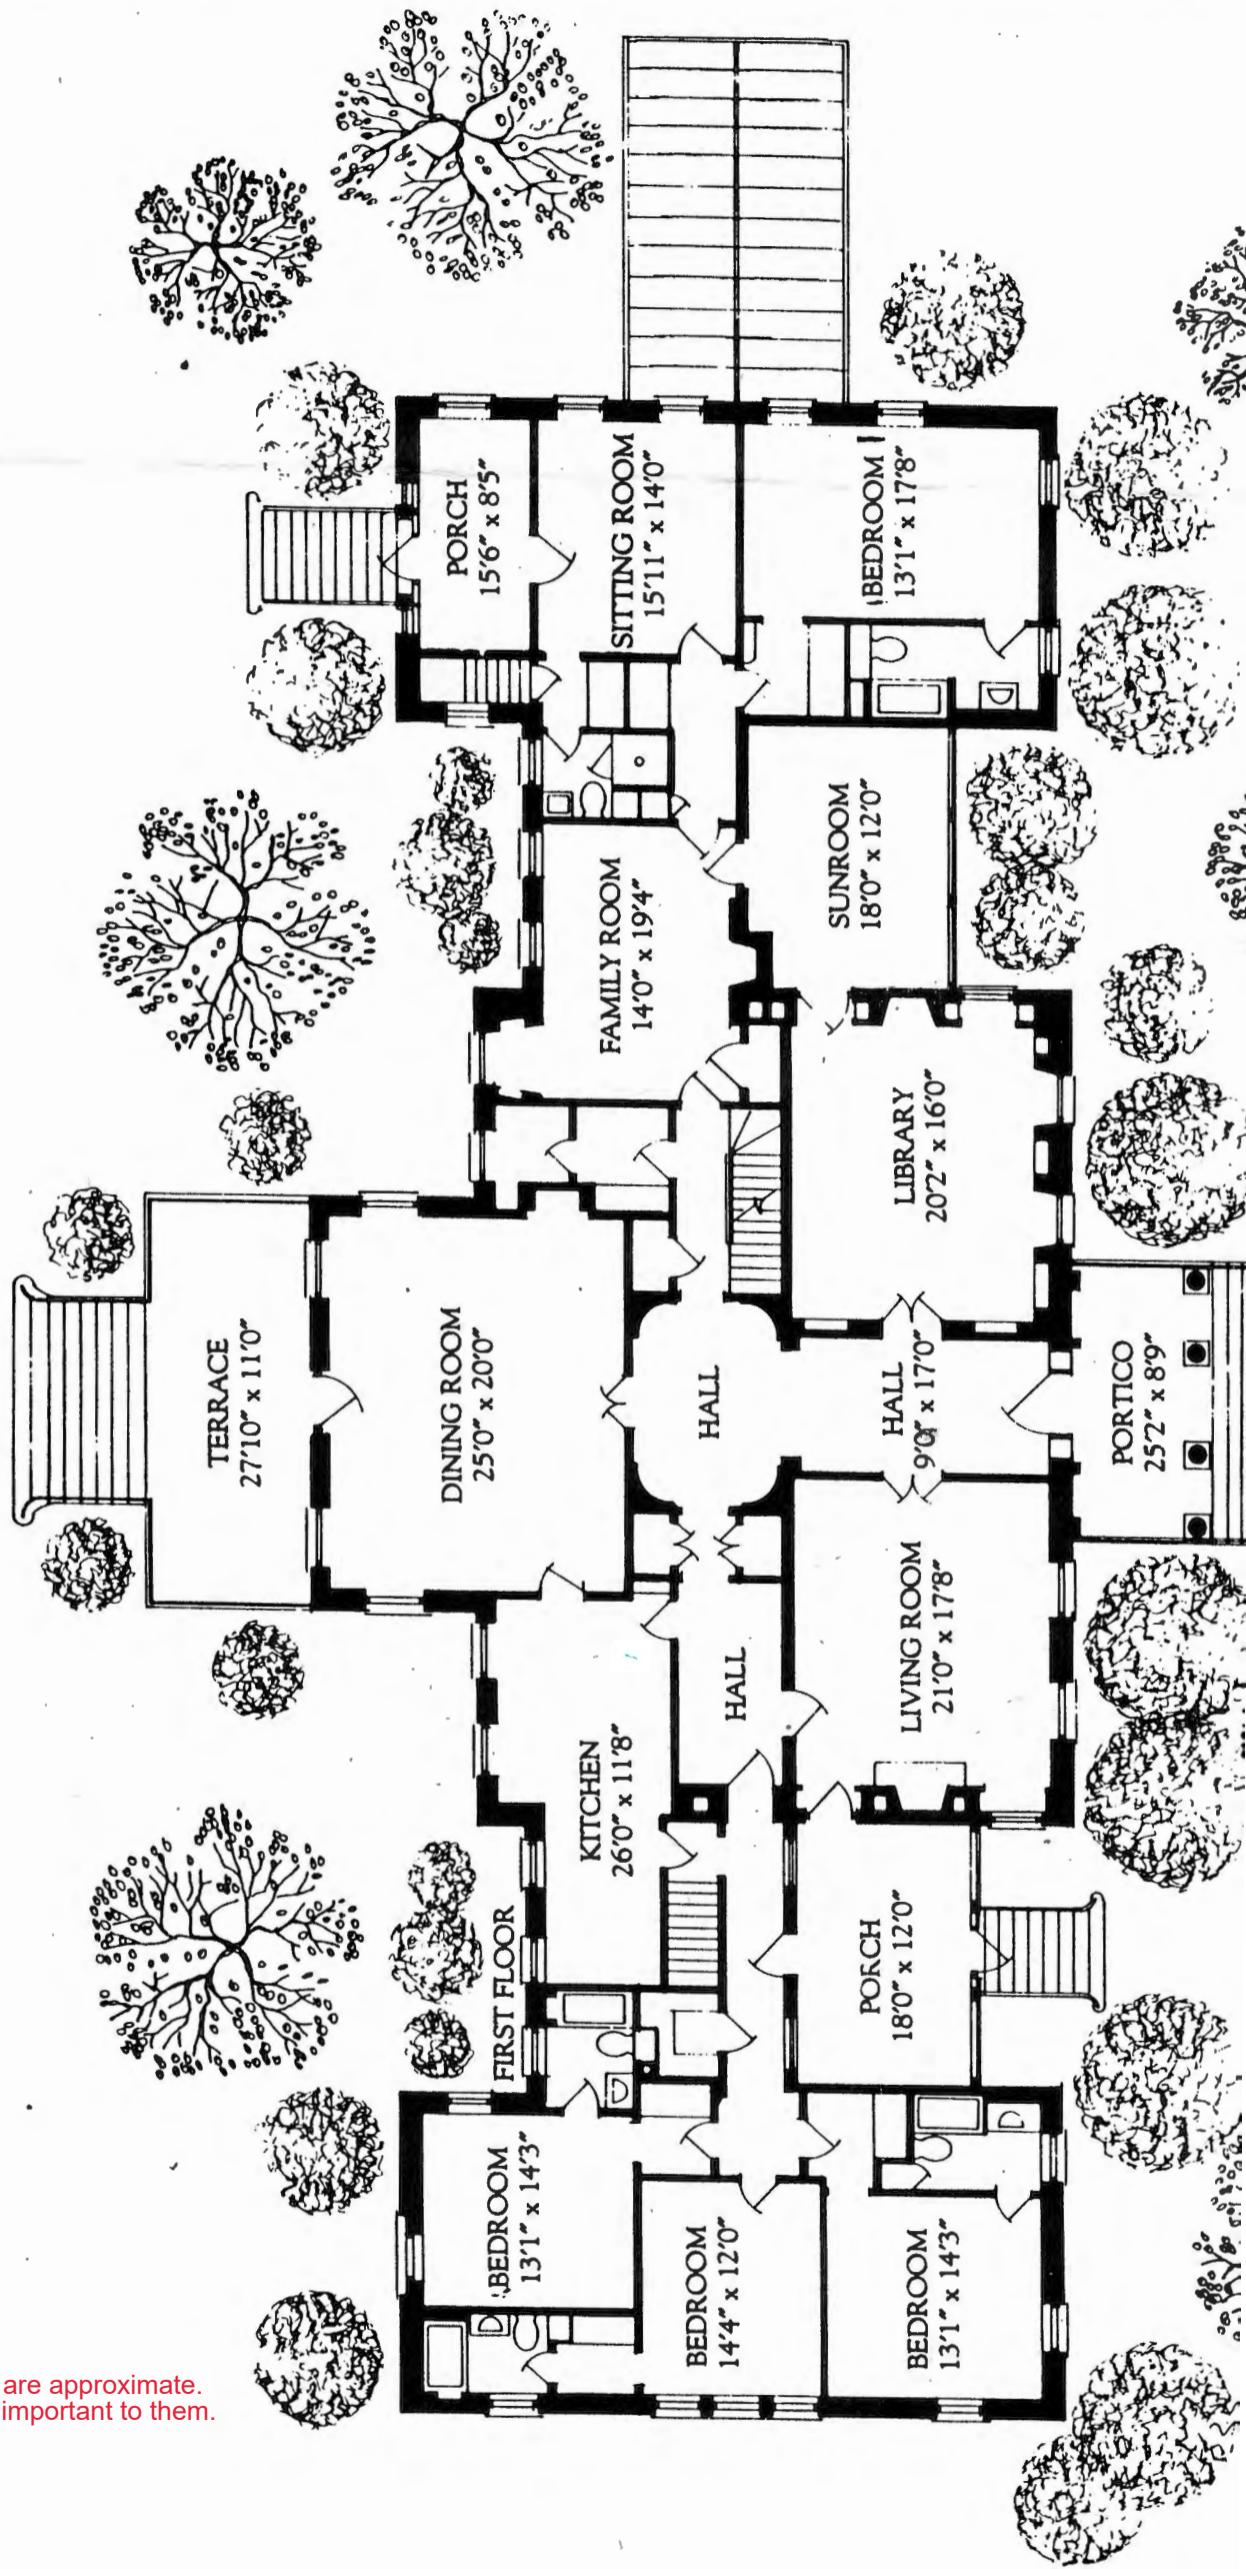 PORCH
15'6" x 8'5"
SITTING ROOM
15'11" x 14'0"
BEDROOM
13'1" x 17'8"
SUNROOM
18'0" x 12'0"
FAMILY ROOM
14'0" x 19'4"
LIBRARY
20'2" x 16'0"
TERRACE
27'10" x 11'0"
DINING ROOM
25'0" x 20'0"
HALL
HALL
9'0" x 17'0"
PORTICO
25'2" x 8'9"
LIVING ROOM
21'0" x 17'8"
HALL
KITCHEN
26'0" x 11'8"
PORCH
18'0" x 12'0"
FIRST FLOOR
BEDROOM
13'1" x 14'3"
BEDROOM
14'4" x 12'0"
BEDROOM
13'1" x 14'3"
are approximate.
important to them.